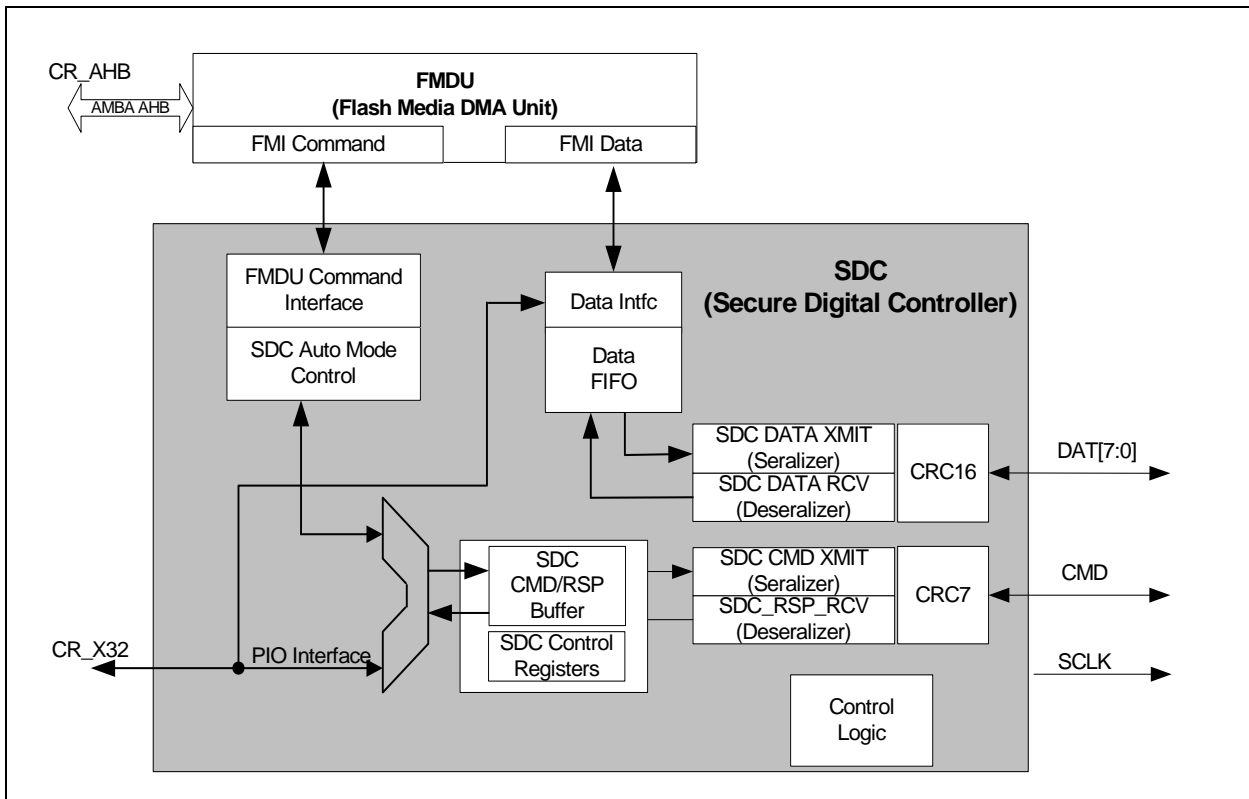 CR_AHB
AMBA AHB
FMDU
(Flash Media DMA Unit)
FMI Command
FMI Data
FMDU Command
Interface
SDC Auto Mode
Control
Data Intfc
Data
FIFO
SDC
(Secure Digital Controller)
SDC DATA XMIT
(Seralizer)
SDC DATA RCV
(Deseralizer)
CRC16
DAT[7:0]
SDC
CMD/RSP
Buffer
SDC Control
Registers
SDC CMD XMIT
(Seralizer)
SDC_RSP_RCV
(Deseralizer)
CRC7
CMD
CR_X32
PIO Interface
SCLK
Control
Logic